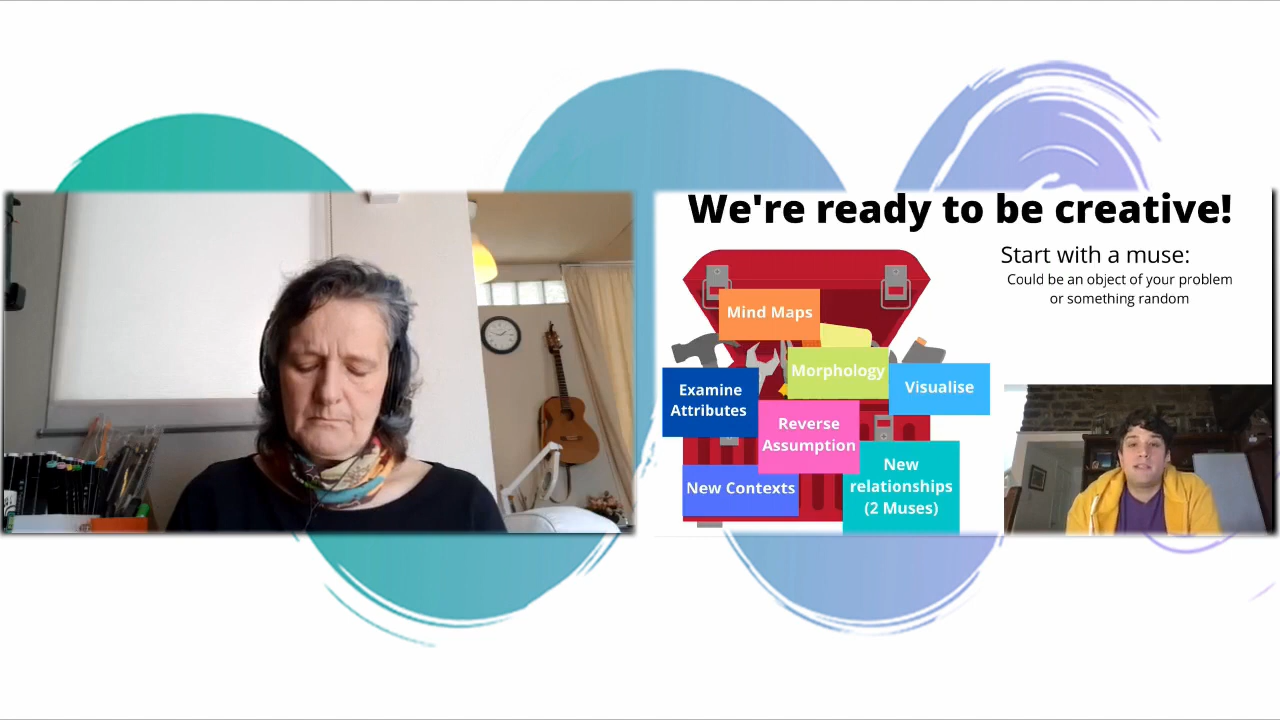 We're ready to be creative!
Start with a muse:
Could be an object of your problem
or something random
Mind Maps
Morphology
Visualise
Examine
Attributes
Reverse
Assumption
New Contexts
New
relationships
(2 Muses)